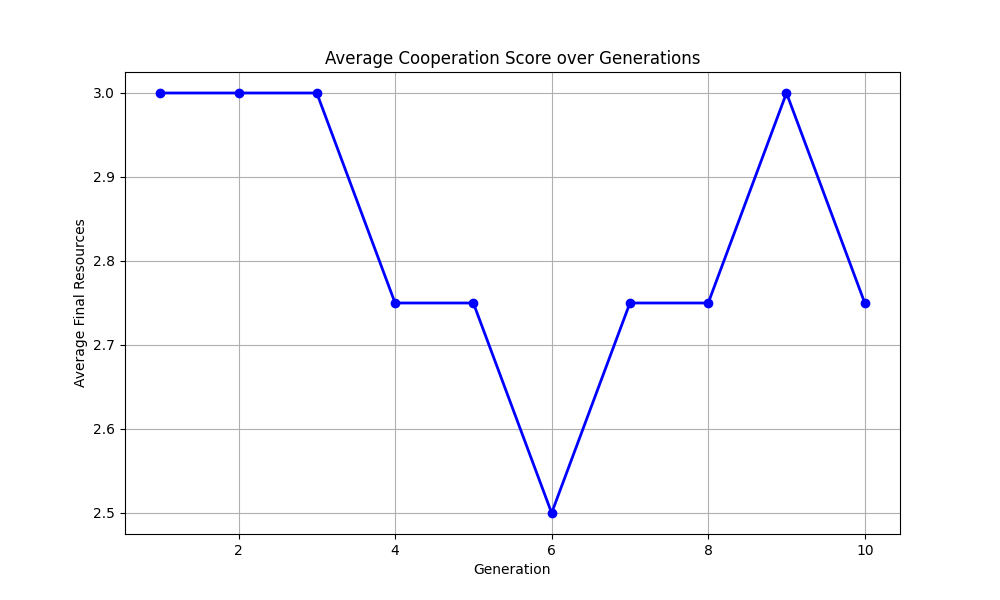 Average Cooperation Score over Generations
Average Final Resources
3.0
2.9
2.8
2.7
2.6
2.5
2 4 6 8 10
Generation